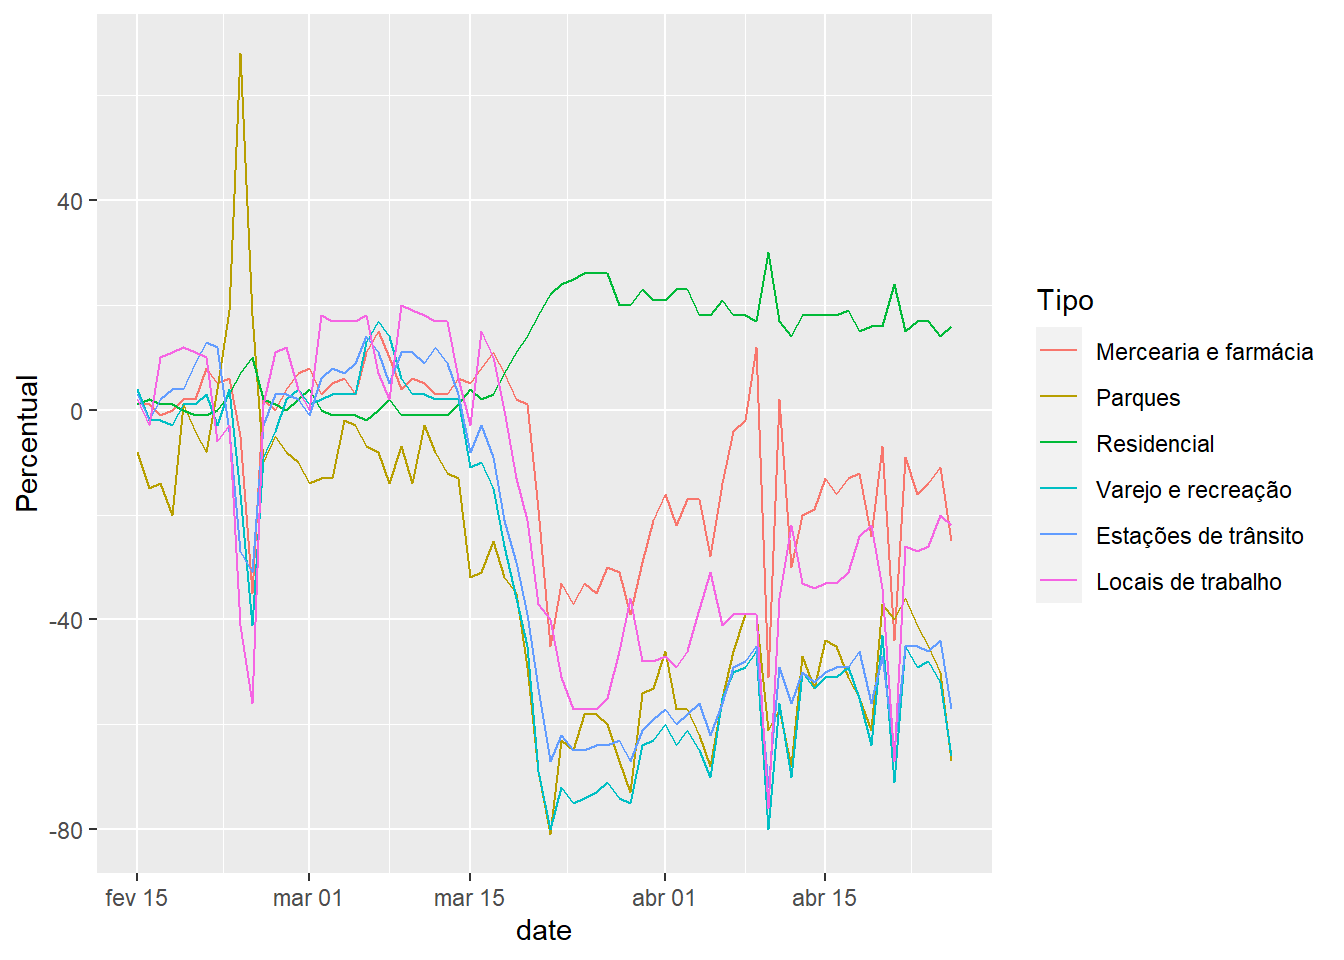 40
0
-40
-80
Percentual
fev 15
mar 01
mar 15
abr 01
abr 15
date
Tipo
Mercearia e farmácia
Parques
Residencial
Varejo e recreação
Estações de trânsito
Locais de trabalho